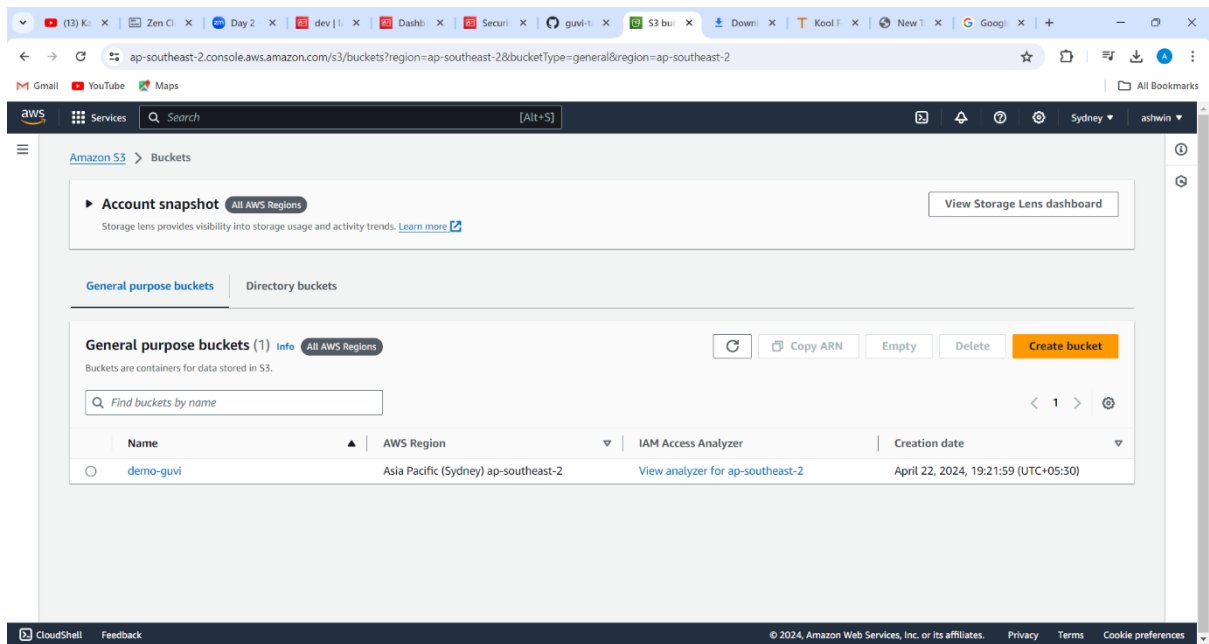 (13) Ka
Zen Cl
Day 2
dev | I
Dashb
Securi
guvi-t
S3 buc
Downl
Kool F
New T
Googl
ap-southeast-2.console.aws.amazon.com/s3/buckets?region=ap-southeast-2&bucketType=general&region=ap-southeast-2
A
Gmail YouTube Maps All Bookmarks
aws Services Search [Alt+S] Sydney ashwin
Amazon S3 > Buckets
Account snapshot All AWS Regions View Storage Lens dashboard
Storage lens provides visibility into storage usage and activity trends. Learn more
General purpose buckets Directory buckets
General purpose buckets (1) Info All AWS Regions Copy ARN Empty Delete Create bucket
Buckets are containers for data stored in S3.
Find buckets by name < 1 >
Name AWS Region IAM Access Analyzer Creation date
demo-guvi Asia Pacific (Sydney) ap-southeast-2 View analyzer for ap-southeast-2 April 22, 2024, 19:21:59 (UTC+05:30)
CloudShell Feedback © 2024, Amazon Web Services, Inc. or its affiliates. Privacy Terms Cookie preferences